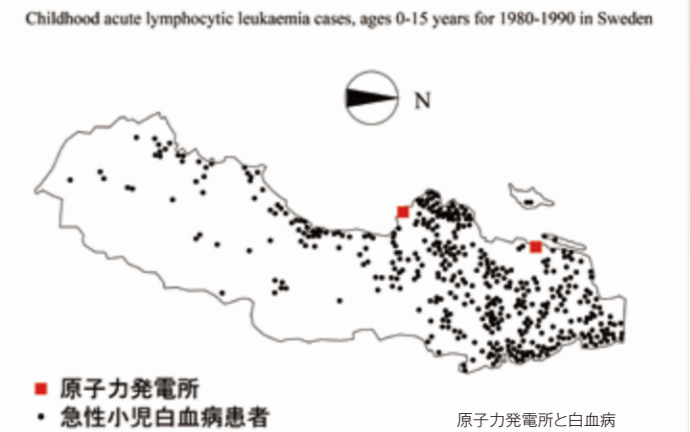 Childhood acute lymphocytic leukaemia cases, ages 0-15 years for 1980-1990 in Sweden
N
原子力発電所
急性小児白血病患者
原子力発電所と白血病